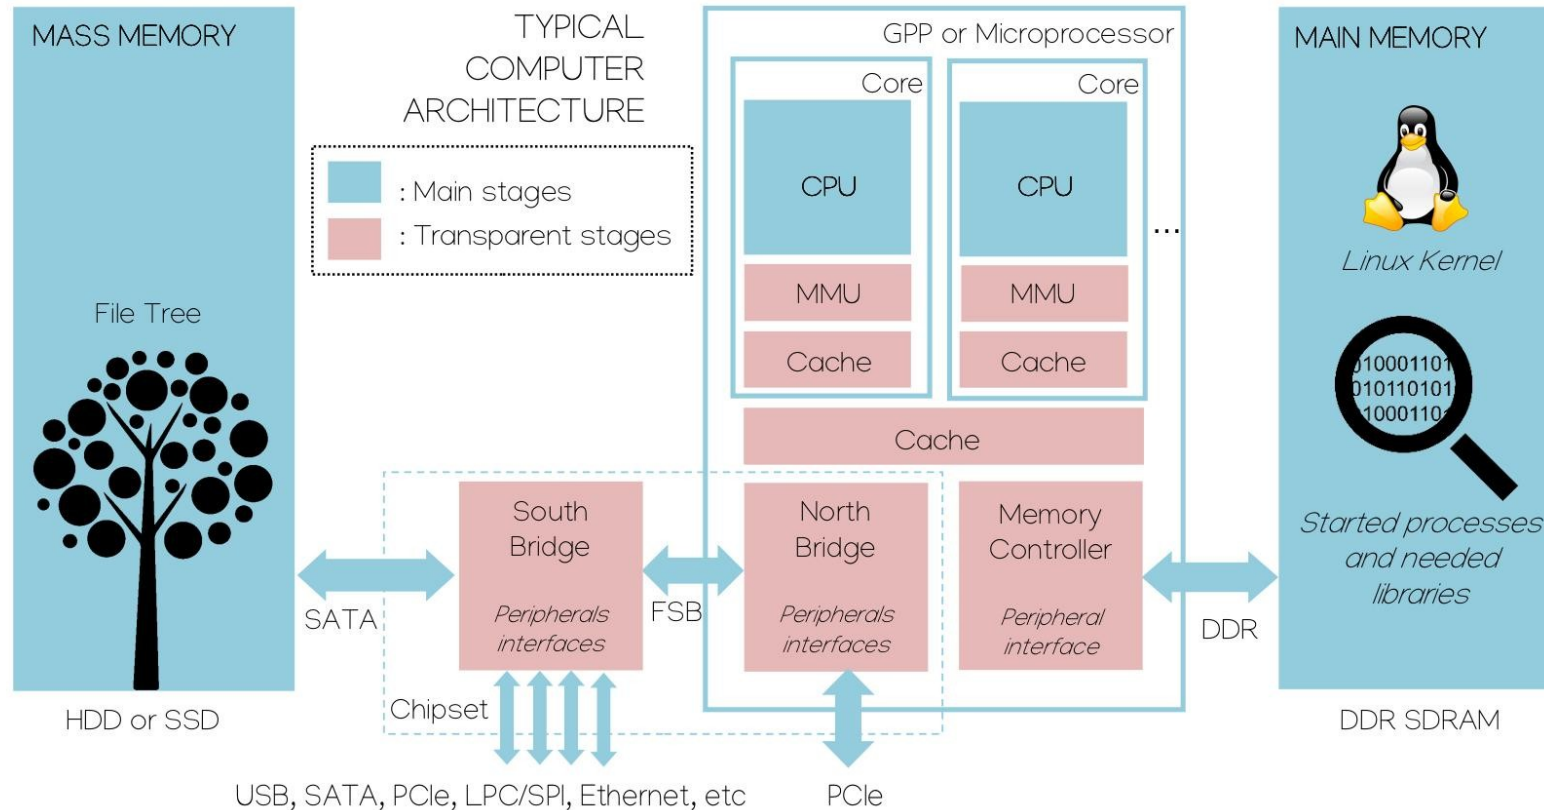 MASS MEMORY
TYPICAL
COMPUTER
ARCHITECTURE
: Main stages
: Transparent stages
File Tree
HDD or SSD
GPP or Microprocessor
Core
CPU
MMU
Cache
Core
CPU
MMU
Cache
...
Cache
South
Bridge
Peripherals
interfaces
North
Bridge
Peripherals
interfaces
Memory
Controller
Peripheral
interface
SATA
FSB
DDR
Chipset
USB, SATA, PCIe, LPC/SPI, Ethernet, etc
PCIe
MAIN MEMORY
Linux Kernel
010001101
010110101
10001101
Started processes
and needed
libraries
DDR SDRAM